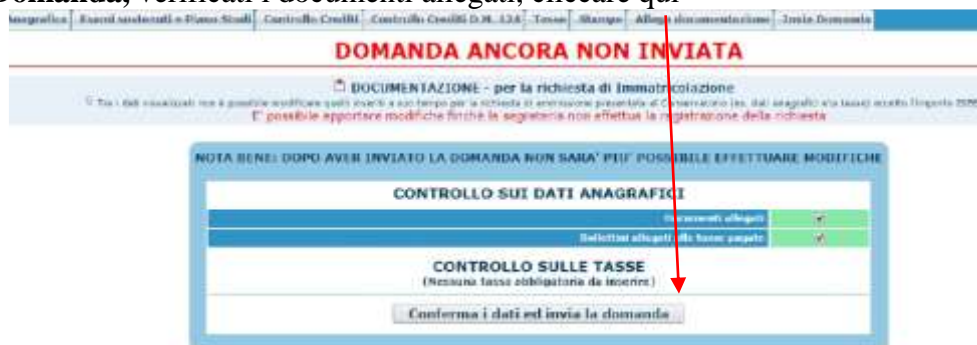 Domanda, verificati i documenti allegati, cliccare qui
Anagrafica Esami sostenuti e Piano Studi Controllo Crediti Controllo Crediti D.M. 124 Tasse Stampe Allega documentazione Invia Domanda
DOMANDA ANCORA NON INVIATA
DOCUMENTAZIONE - per la richiesta di Immatricolazione
E' possibile apportare modifiche finchè la segreteria non effettua la registrazione della richiesta
NOTA BENE: DOPO AVER INVIATO LA DOMANDA NON SARA' PIU' POSSIBILE EFFETTUARE MODIFICHE
CONTROLLO SUI DATI ANAGRAFICI
Documenti allegati
Bollettini allegati alle tasse pagate
CONTROLLO SULLE TASSE
(Nessuna tassa obbligatoria da inserire)
Conferma i dati ed invia la domanda